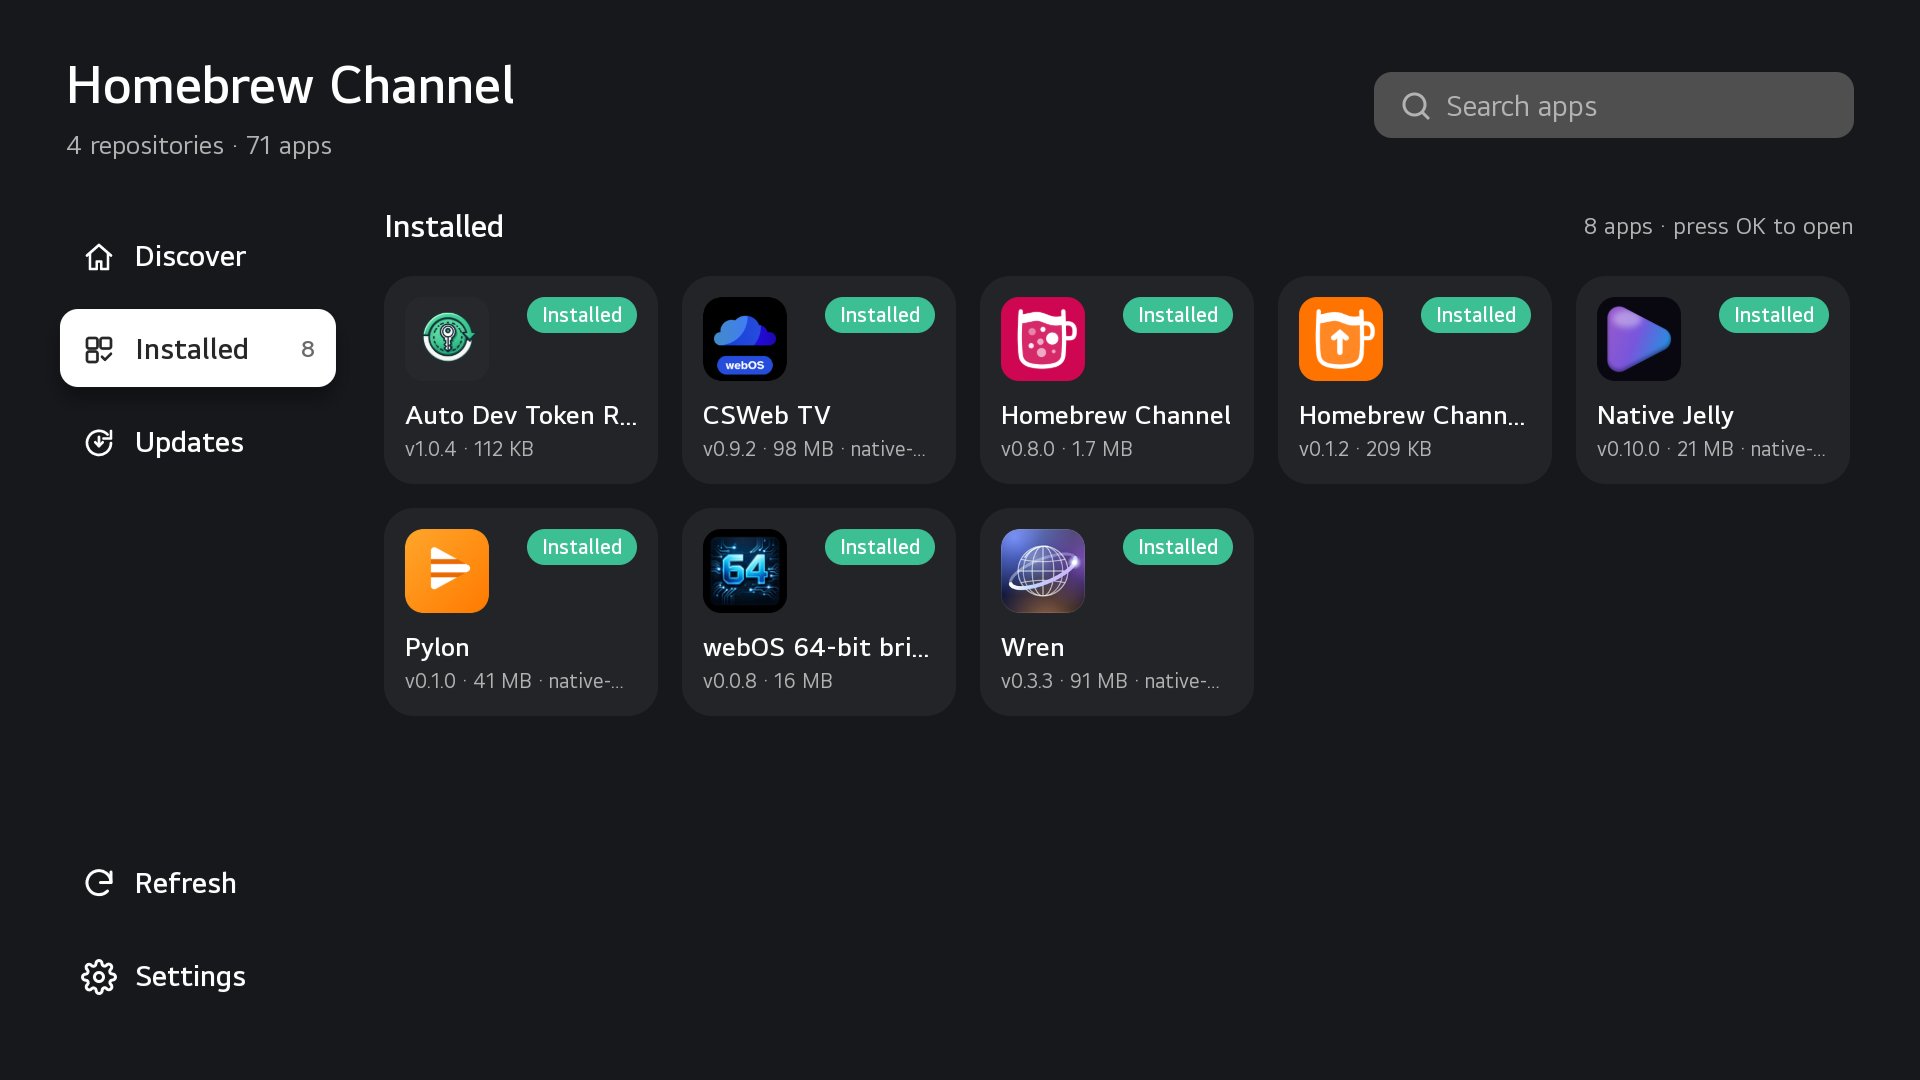 Homebrew Channel
4 repositories · 71 apps
Search apps
Discover
Installed 8
Updates
Refresh
Settings
Installed
8 apps · press OK to open
Installed
Auto Dev Token R...
v1.0.4 · 112 KB
webOS
Installed
CSWeb TV
v0.9.2 · 98 MB · native-...
Installed
Homebrew Channel
v0.8.0 · 1.7 MB
Installed
Homebrew Chann...
v0.1.2 · 209 KB
Installed
Native Jelly
v0.10.0 · 21 MB · native-...
Installed
Pylon
v0.1.0 · 41 MB · native-...
64
Installed
webOS 64-bit bri...
v0.0.8 · 16 MB
Installed
Wren
v0.3.3 · 91 MB · native-...